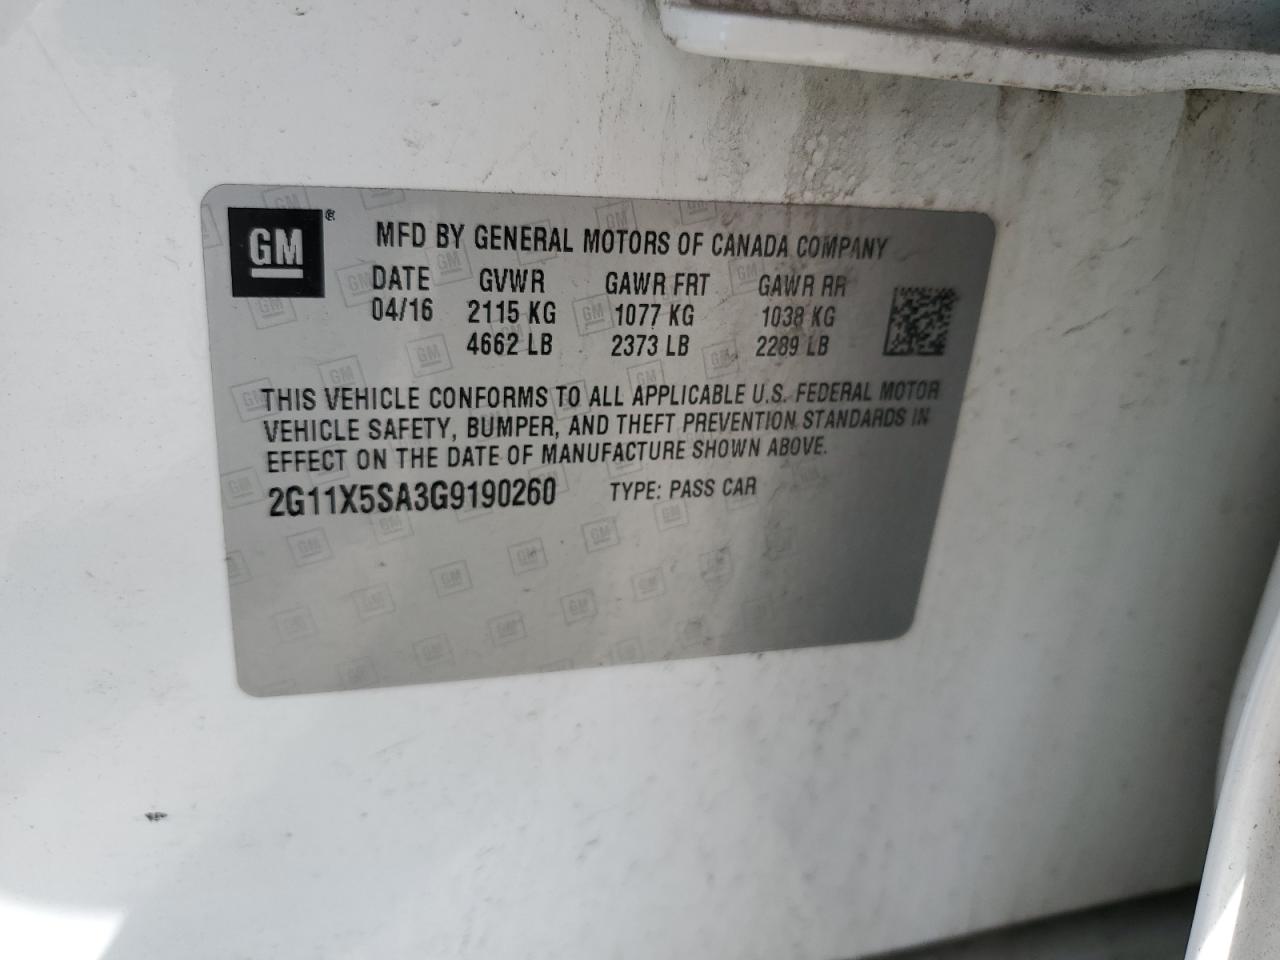 GM ®
MFD BY GENERAL MOTORS OF CANADA COMPANY
DATE GVWR GAWR FRT GAWR RR
04/16 2115 KG 1077 KG 1038 KG
4662 LB 2373 LB 2289 LB
THIS VEHICLE CONFORMS TO ALL APPLICABLE U.S. FEDERAL MOTOR
VEHICLE SAFETY, BUMPER, AND THEFT PREVENTION STANDARDS IN
EFFECT ON THE DATE OF MANUFACTURE SHOWN ABOVE.
2G11X5SA3G9190260 TYPE: PASS CAR